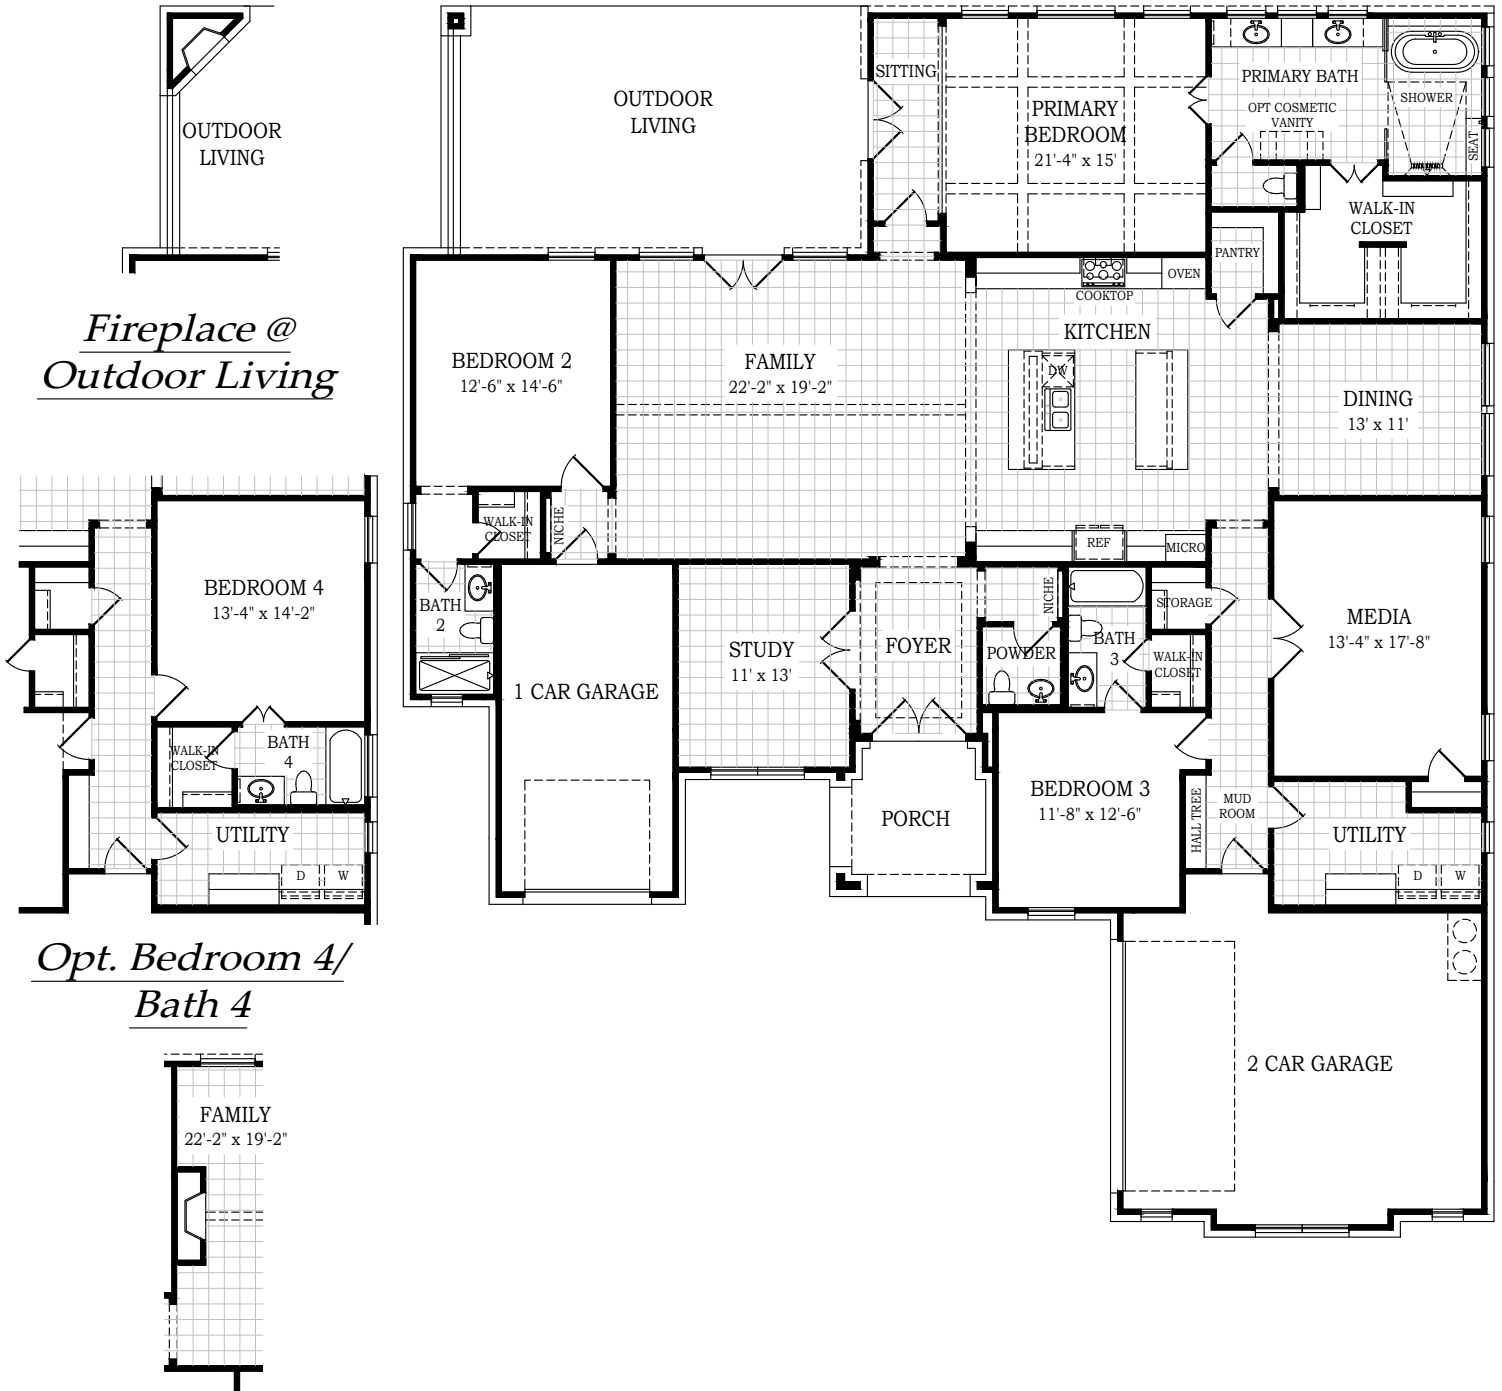 OUTDOOR
LIVING
Fireplace @
Outdoor Living
BEDROOM 4
13'-4" x 14'-2"
WALK-IN
CLOSET
BATH
4
UTILITY
D
W
Opt. Bedroom 4/
Bath 4
FAMILY
22'-2" x 19'-2"
OUTDOOR
LIVING
SITTING
PRIMARY
BEDROOM
21'-4" x 15'
PRIMARY BATH
OPT COSMETIC
VANITY
SHOWER
SEAT
WALK-IN
CLOSET
PANTRY
OVEN
COOKTOP
KITCHEN
DW
BEDROOM 2
12'-6" x 14'-6"
FAMILY
22'-2" x 19'-2"
DINING
13' x 11'
WALK-IN
CLOSET
NICHE
REF
MICRO
BATH
2
1 CAR GARAGE
STUDY
11' x 13'
FOYER
NICHE
POWDER
BATH
3
STORAGE
WALK-IN
CLOSET
MEDIA
13'-4" x 17'-8"
PORCH
BEDROOM 3
11'-8" x 12'-6"
HALL TREE
MUD
ROOM
UTILITY
D
W
2 CAR GARAGE